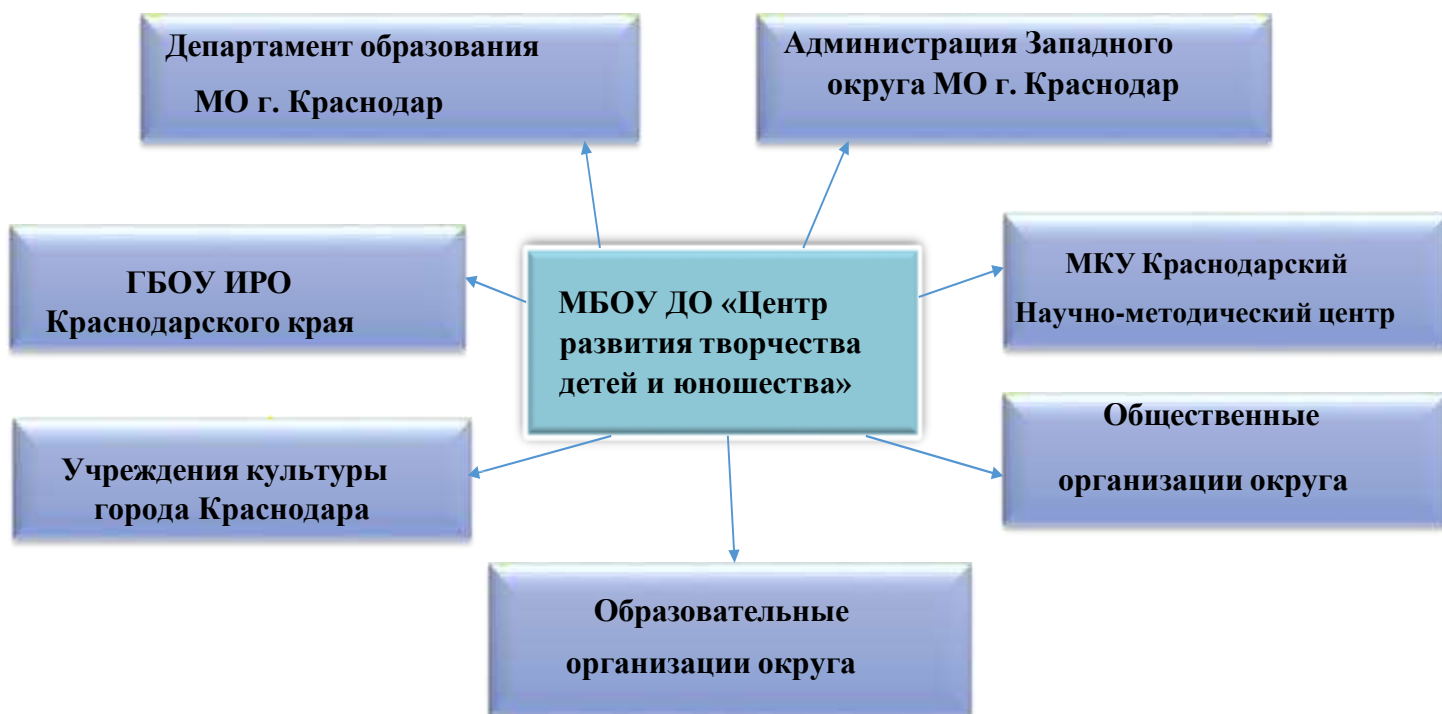 Департамент образования
МО г. Краснодар
Администрация Западного
округа МО г. Краснодар
ГБОУ ИРО
Краснодарского края
МБОУ ДО «Центр
развития творчества
детей и юношества»
МКУ Краснодарский
Научно-методический центр
Учреждения культуры
города Краснодара
Общественные
организации округа
Образовательные
организации округа